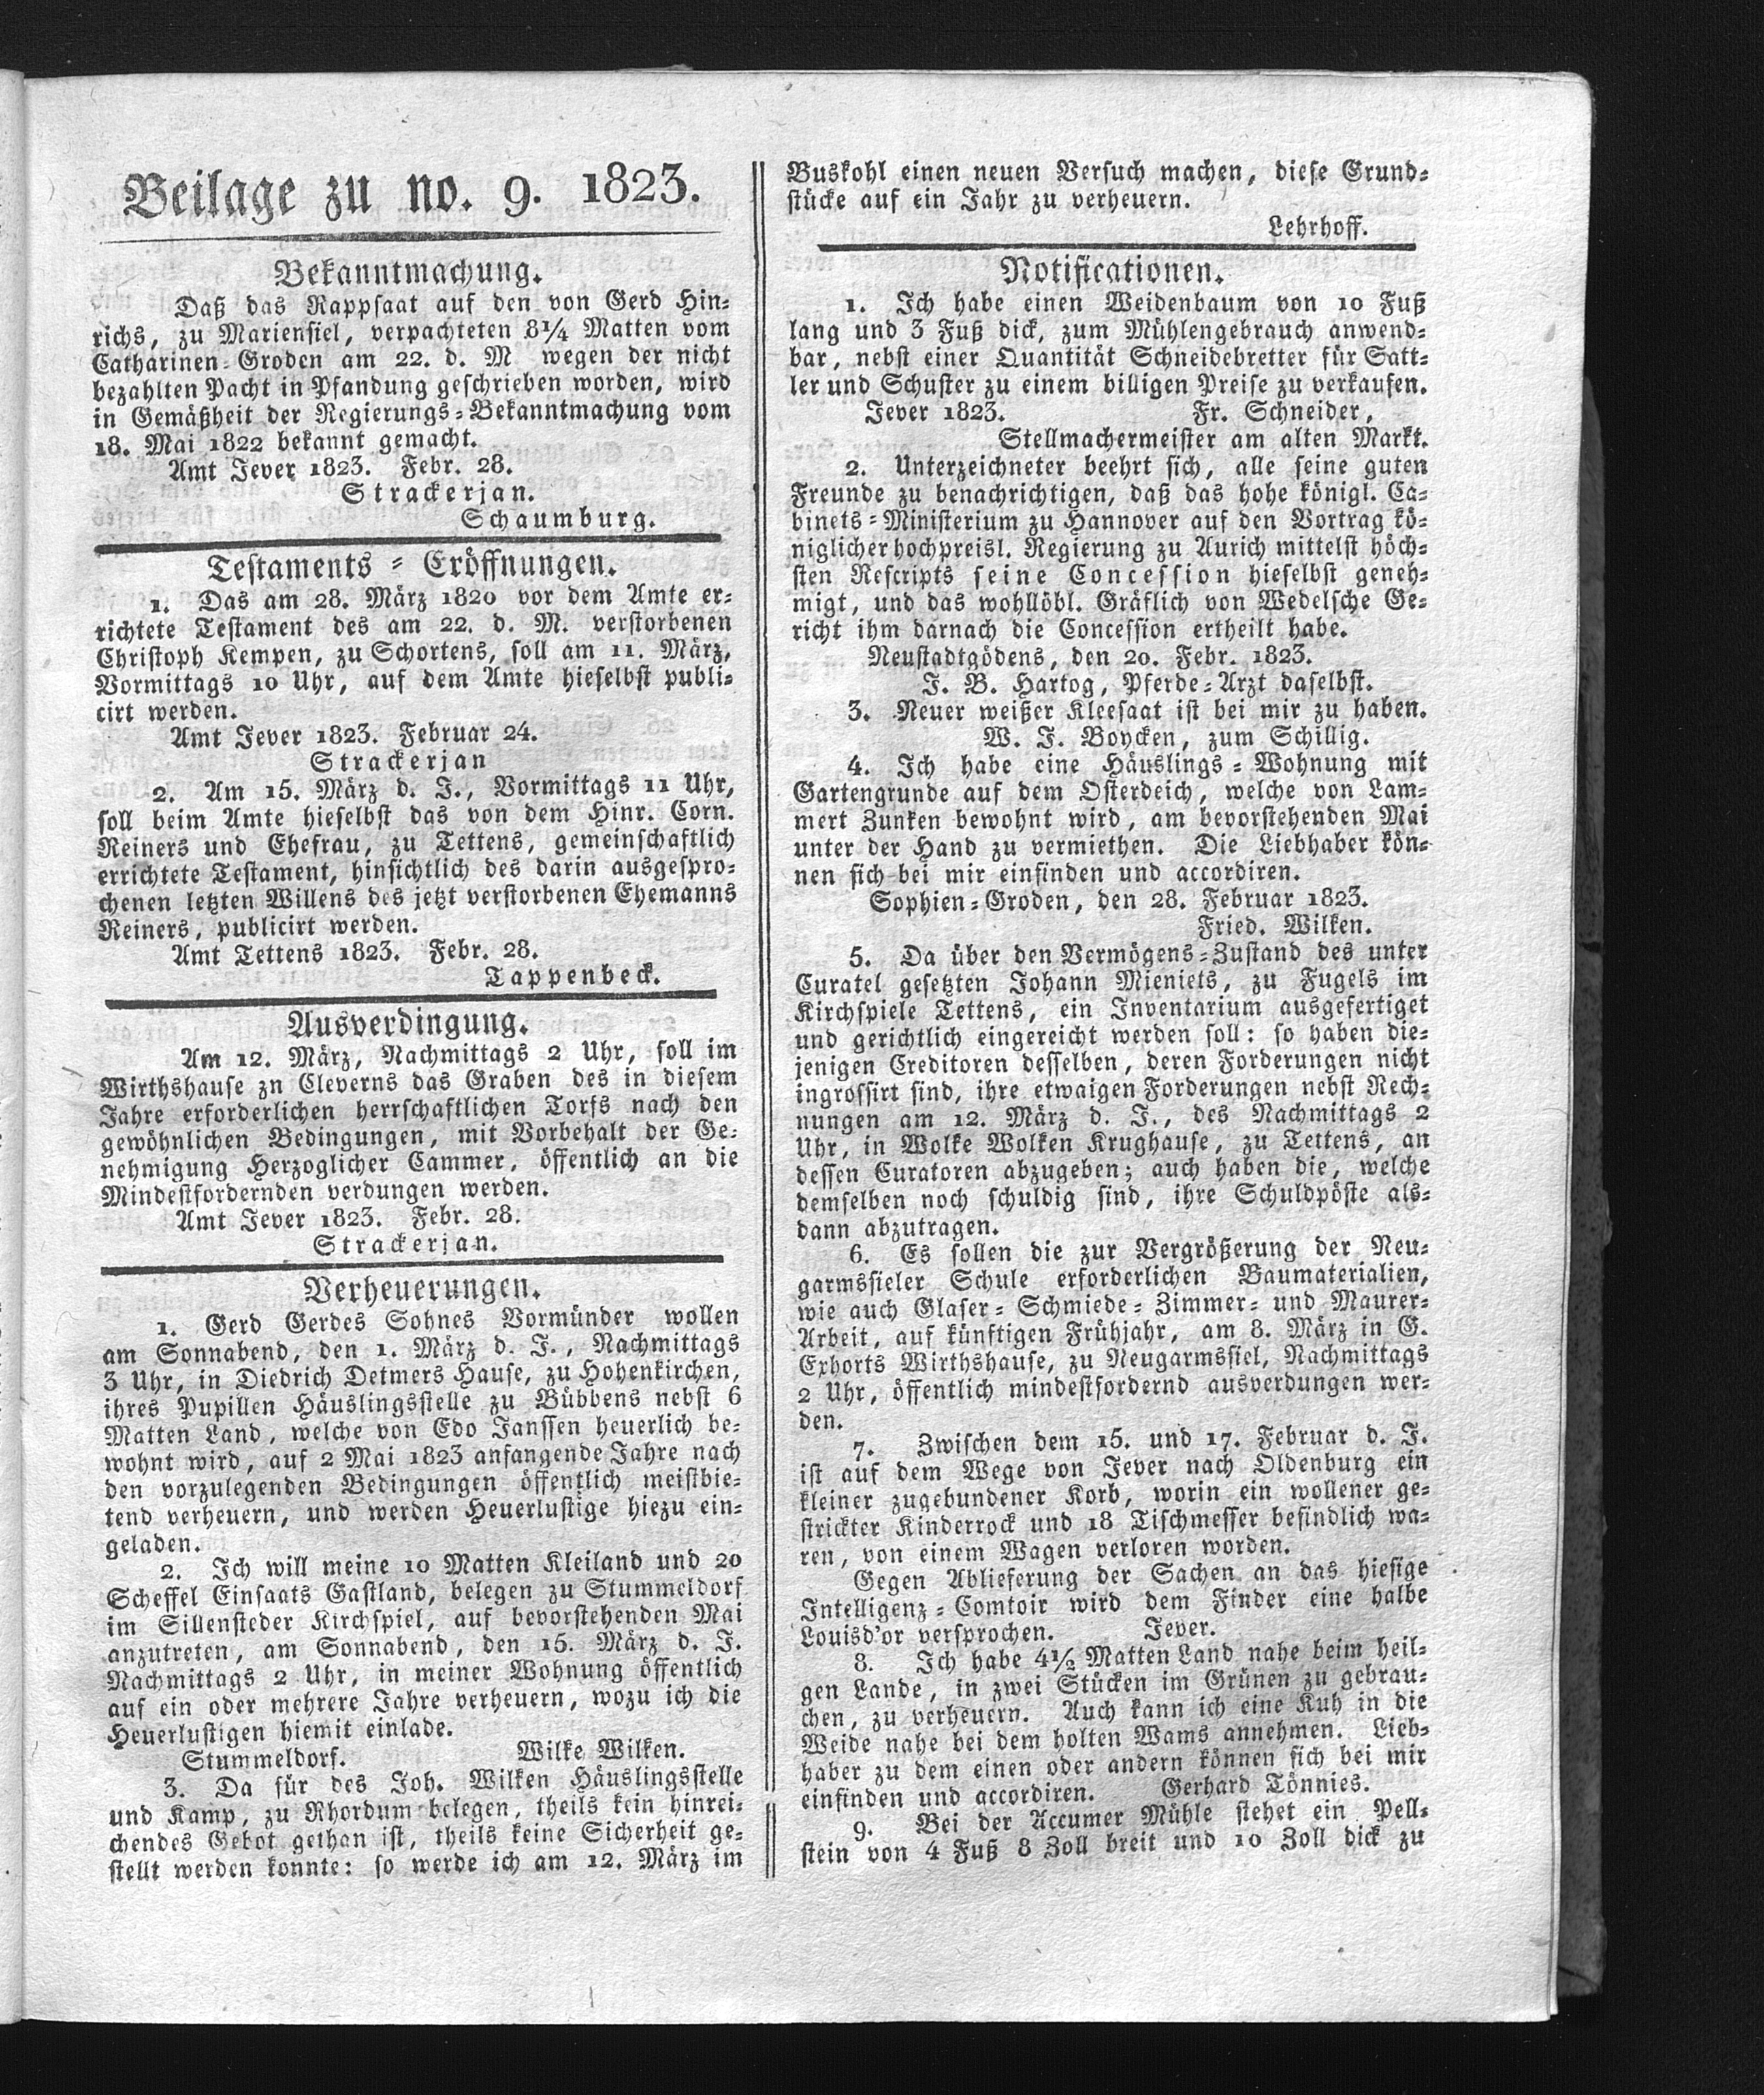 Beilage zu no. 9. 1823.
Bekanntmachung.
Daß das Rappsaat auf den von Gerd Hin-
richs, zu Mariensiel, verpachteten 8¼ Matten vom
Catharinen-Groden am 22. d. M. wegen der nicht
bezahlten Pacht in Pfandung geschrieben worden, wird
in Gemäßheit der Regierungs-Bekanntmachung vom
18. Mai 1822 bekannt gemacht.
Amt Jever 1823. Febr. 28.
Strackerjan.
Schaumburg.
Testaments-Eröffnungen.
1. Das am 28. März 1820 vor dem Amte er-
richtete Testament des am 22. d. M. verstorbenen
Christoph Kempen, zu Schortens, soll am 11. März,
Vormittags 10 Uhr, auf dem Amte hieselbst publi-
cirt werden.
Amt Jever 1823. Februar 24.
Strackerjan
2. Am 15. März d. J., Vormittags 11 Uhr,
soll beim Amte hieselbst das von dem Hinr. Corn.
Reiners und Ehefrau, zu Tettens, gemeinschaftlich
errichtete Testament, hinsichtlich des darin ausgespro-
chenen letzten Willens des jetzt verstorbenen Ehemanns
Reiners, publicirt werden.
Amt Tettens 1823. Febr. 28.
Tappenbeck.
Ausverdingung.
Am 12. März, Nachmittags 2 Uhr, soll im
Wirthshause zn Cleverns das Graben des in diesem
Jahre erforderlichen herrschaftlichen Torfs nach den
gewöhnlichen Bedingungen, mit Vorbehalt der Ge-
nehmigung Herzoglicher Cammer, öffentlich an die
Mindestfordernden verdungen werden.
Amt Jever 1823. Febr. 28.
Strackerjan.
Verheuerungen.
1. Gerd Gerdes Sohnes Vormünder wollen
am Sonnabend, den 1. März d. J., Nachmittags
3 Uhr, in Diedrich Detmers Hause, zu Hohenkirchen,
ihres Pupillen Häuslingsstelle zu Bübbens nebst 6
Matten Land, welche von Edo Janssen heuerlich be-
wohnt wird, auf 2 Mai 1823 anfangende Jahre nach
den vorzulegenden Bedingungen öffentlich meistbie-
tend verheuern, und werden Heuerlustige hiezu ein-
geladen.
2. Ich will meine 10 Matten Kleiland und 20
Scheffel Einsaats Gastland, belegen zu Stummeldorf
im Sillensteder Kirchspiel, auf bevorstehenden Mai
anzutreten, am Sonnabend, den 15. März d. J.
Nachmittags 2 Uhr, in meiner Wohnung öffentlich
auf ein oder mehrere Jahre verheuern, wozu ich die
Heuerlustigen hiemit einlade.
Stummeldorf. Wilke Wilken.
3. Da für des Joh. Wilken Häuslingsstelle
und Kamp, zu Rhordum belegen, theils kein hinrei-
chendes Gebot gethan ist, theils keine Sicherheit ge-
stellt werden konnte: so werde ich am 12. März im
Buskohl einen neuen Versuch machen, diese Grund-
stücke auf ein Jahr zu verheuern.
Lehrhoff.
Notificationen.
1. Ich habe einen Weidenbaum von 10 Fuß
lang und 3 Fuß dick, zum Mühlengebrauch anwend-
bar, nebst einer Quantität Schneidebretter für Satt-
ler und Schuster zu einem billigen Preise zu verkaufen.
Jever 1823. Fr. Schneider,
Stellmachermeister am alten Markt.
2. Unterzeichneter beehrt sich, alle seine guten
Freunde zu benachrichtigen, daß das hohe königl. Ca-
binets-Ministerium zu Hannover auf den Vortrag kö-
niglicher hochpreisl. Regierung zu Aurich mittelst höch-
sten Rescripts seine Concession hieselbst geneh-
migt, und das wohllöbl. Gräflich von Wedelsche Ge-
richt ihm darnach die Concession ertheilt habe.
Neustadtgödens, den 20. Febr. 1823.
J. B. Hartog, Pferde-Arzt daselbst.
3. Neuer weißer Kleesaat ist bei mir zu haben.
W. J. Boycken, zum Schillig.
4. Ich habe eine Häuslings-Wohnung mit
Gartengrunde auf dem Osterdeich, welche von Lam-
mert Zunken bewohnt wird, am bevorstehenden Mai
unter der Hand zu vermiethen. Die Liebhaber kön-
nen sich bei mir einfinden und accordiren.
Sophien-Groden, den 28. Februar 1823.
Fried. Wilken.
5. Da über den Vermögens-Zustand des unter
Curatel gesetzten Johann Mieniets, zu Fugels im
Kirchspiele Tettens, ein Inventarium ausgefertiget
und gerichtlich eingereicht werden soll: so haben die-
jenigen Creditoren desselben, deren Forderungen nicht
ingrossirt sind, ihre etwaigen Forderungen nebst Rech-
nungen am 12. März d. J., des Nachmittags 2
Uhr, in Wolke Wolken Krughause, zu Tettens, an
dessen Curatoren abzugeben; auch haben die, welche
demselben noch schuldig sind, ihre Schuldpöste als-
dann abzutragen.
6. Es sollen die zur Vergrößerung der Neu-
garmssieler Schule erforderlichen Baumaterialien,
wie auch Glaser- Schmiede- Zimmer- und Maurer-
Arbeit, auf künftigen Frühjahr, am 8. März in G.
Exhorts Wirthshause, zu Neugarmssiel, Nachmittags
2 Uhr, öffentlich mindestfordernd ausverdungen wer-
den.
7. Zwischen dem 15. und 17. Februar d. J.
ist auf dem Wege von Jever nach Oldenburg ein
kleiner zugebundener Korb, worin ein wollener ge-
strickter Kinderrock und 18 Tischmesser befindlich wa-
ren, von einem Wagen verloren worden.
Gegen Ablieferung der Sachen an das hiesige
Intelligenz-Comtoir wird dem Finder eine halbe
Louisd'or versprochen. Jever.
8. Ich habe 4½ Matten Land nahe beim heil-
gen Lande, in zwei Stücken im Grünen zu gebrau-
chen, zu verheuern. Auch kann ich eine Kuh in die
Weide nahe bei dem holten Wams annehmen. Lieb-
haber zu dem einen oder andern können sich bei mir
einfinden und accordiren. Gerhard Tönnies.
9. Bei der Accumer Mühle stehet ein Pell-
stein von 4 Fuß 8 Zoll breit und 10 Zoll dick zu